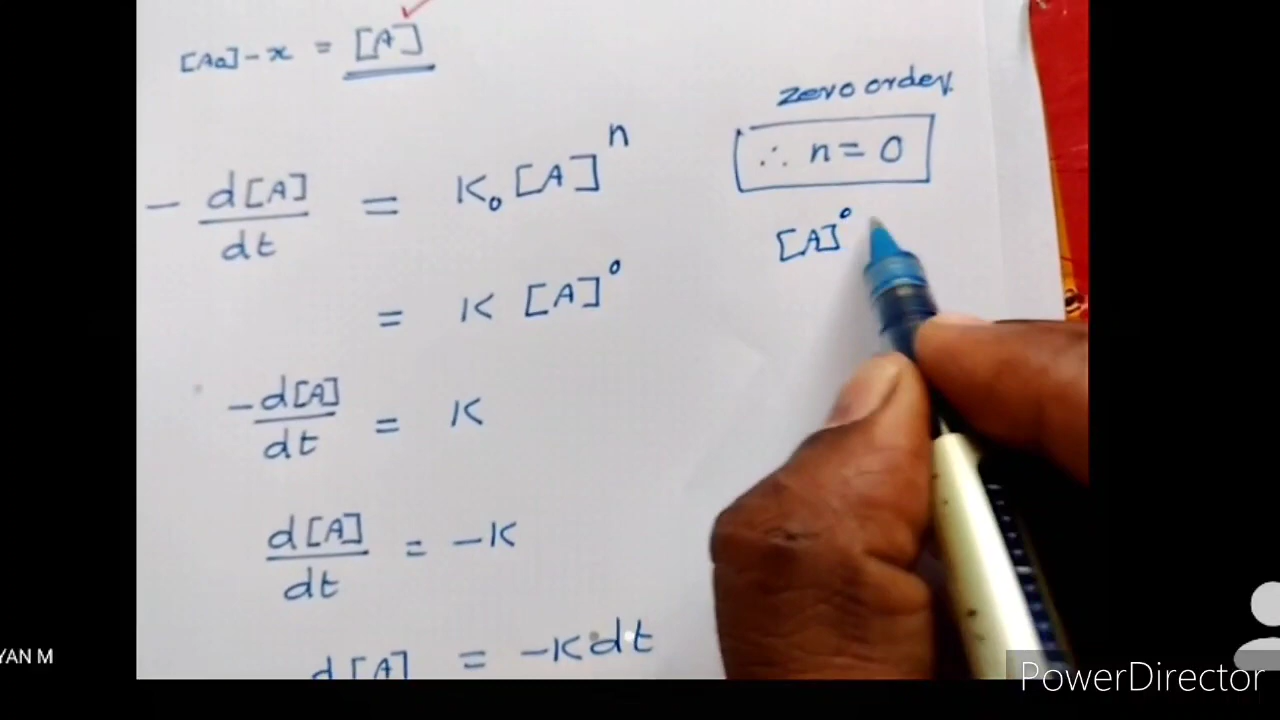 [A₀]-x = [A]
zero order.
∴ n = 0
- d[A]/dt = K₀ [A]ⁿ
[A]⁰
= K [A]⁰
-d[A]/dt = K
d[A]/dt = -K
d[A] = -Kdt
YAN M
PowerDirector